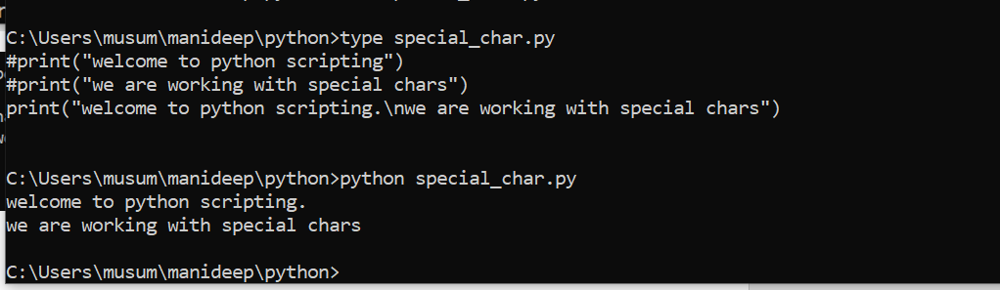 C:\Users\musum\manideep\python>type special_char.py
#print("welcome to python scripting")
#print("we are working with special chars")
print("welcome to python scripting.\nwe are working with special chars")
C:\Users\musum\manideep\python>python special_char.py
welcome to python scripting.
we are working with special chars
C:\Users\musum\manideep\python>